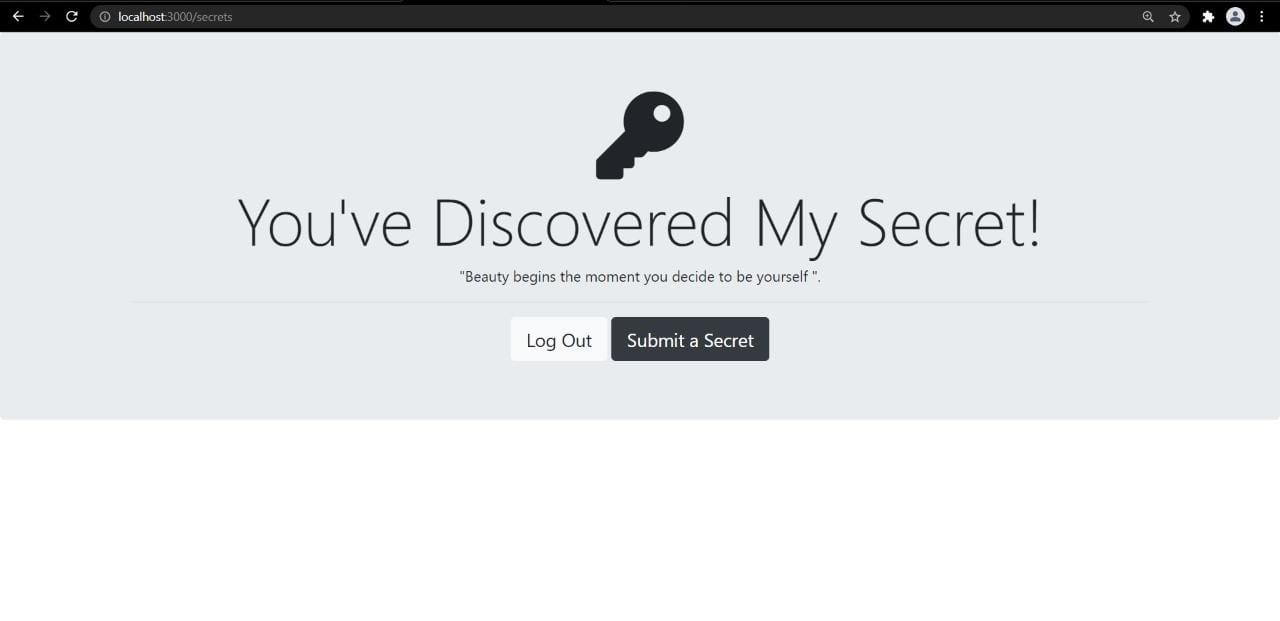 localhost:3000/secrets
You've Discovered My Secret!
"Beauty begins the moment you decide to be yourself ".
Log Out Submit a Secret